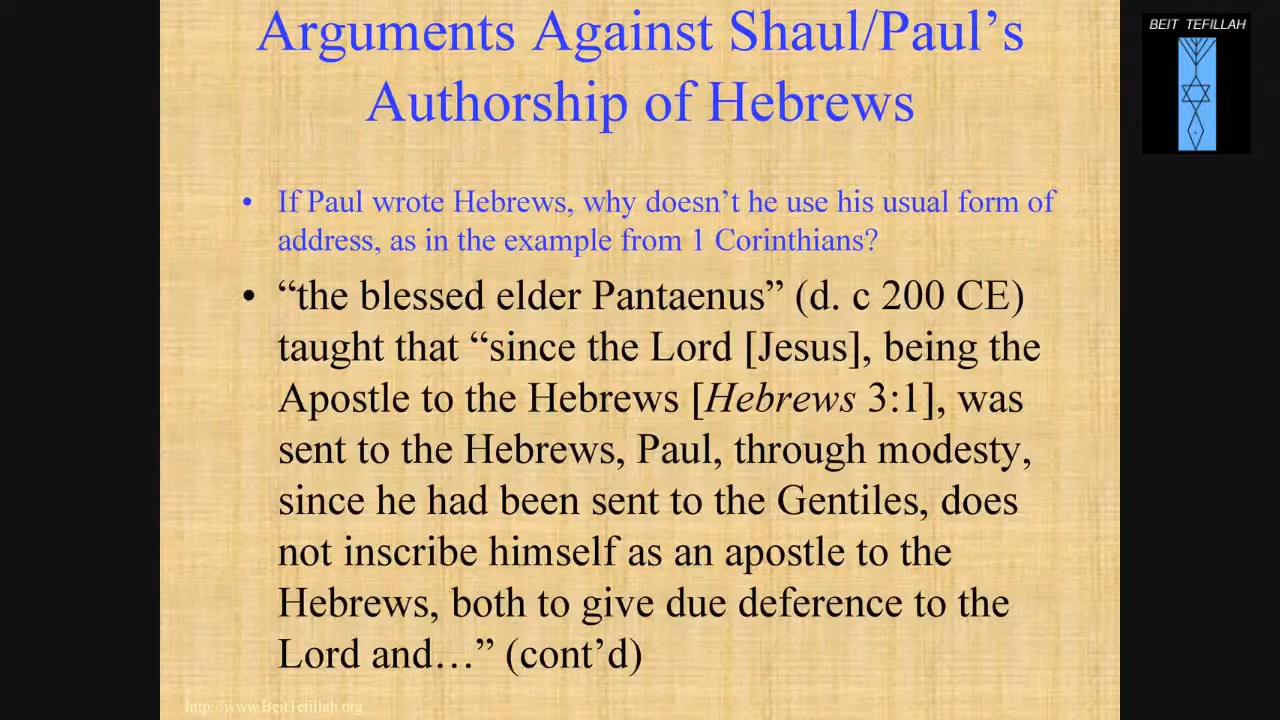 Arguments Against Shaul/Paul’s
Authorship of Hebrews
BEIT TEFILLAH
• If Paul wrote Hebrews, why doesn’t he use his usual form of
address, as in the example from 1 Corinthians?
• “the blessed elder Pantaenus” (d. c 200 CE)
taught that “since the Lord [Jesus], being the
Apostle to the Hebrews [Hebrews 3:1], was
sent to the Hebrews, Paul, through modesty,
since he had been sent to the Gentiles, does
not inscribe himself as an apostle to the
Hebrews, both to give due deference to the
Lord and…” (cont’d)
http://www.BeitTefillah.org